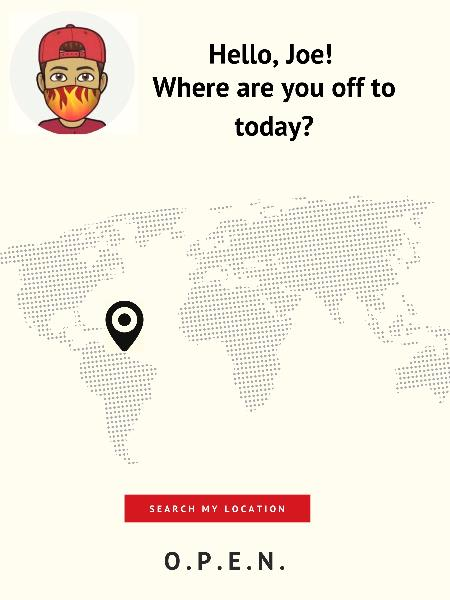 Hello, Joe!
Where are you off to
today?
SEARCH MY LOCATION
O.P.E.N.